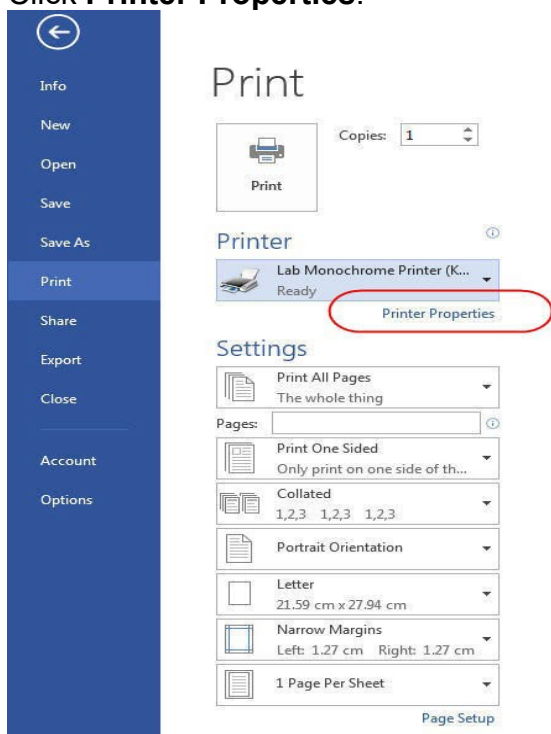 Click Printer Properties.
Info
New
Open
Save
Save As
Print
Share
Export
Close
Account
Options
Print
Copies: 1
Print
Printer
Lab Monochrome Printer (K...
Ready
Printer Properties
Settings
Print All Pages
The whole thing
Pages:
Print One Sided
Only print on one side of th...
Collated
1,2,3 1,2,3 1,2,3
Portrait Orientation
Letter
21.59 cm x 27.94 cm
Narrow Margins
Left: 1.27 cm Right: 1.27 cm
1 Page Per Sheet
Page Setup